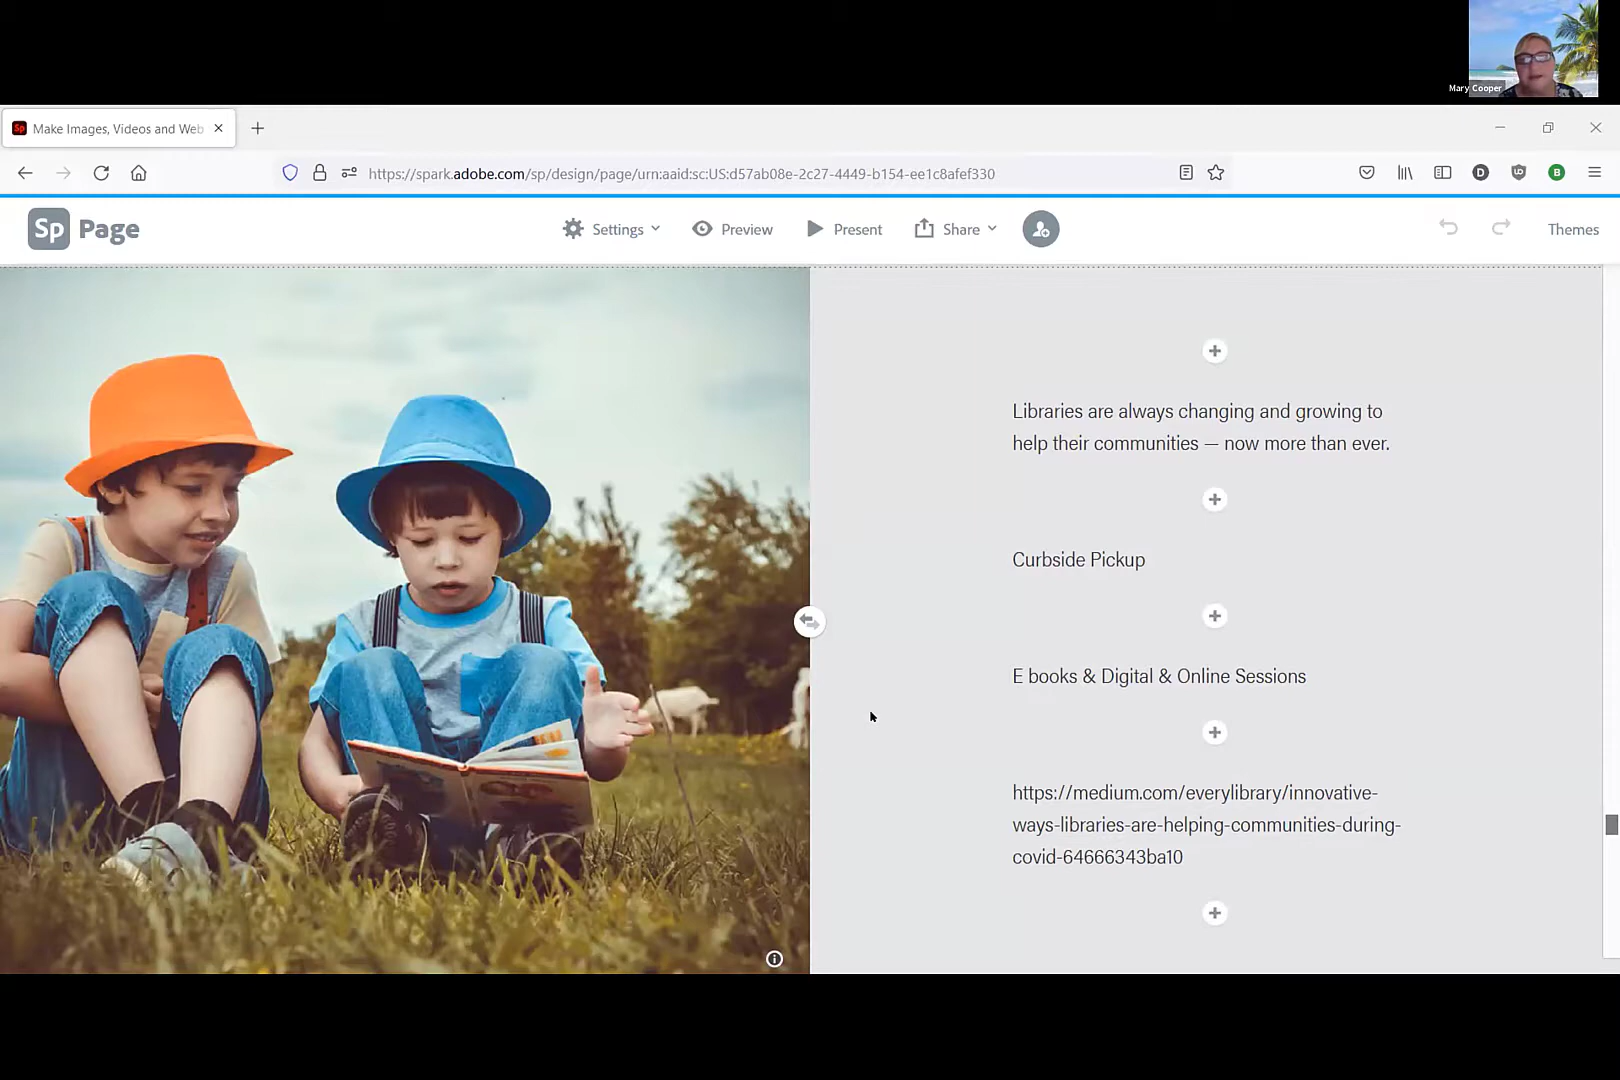 Mary Cooper
Sp Make Images, Videos and Web
https://spark.adobe.com/sp/design/page/urn:aaid:sc:US:d57ab08e-2c27-4449-b154-ee1c8afef330
D
B
Sp Page
Settings
Preview
Present
Share
Themes
Libraries are always changing and growing to
help their communities — now more than ever.
Curbside Pickup
E books & Digital & Online Sessions
https://medium.com/everylibrary/innovative-
ways-libraries-are-helping-communities-during-
covid-64666343ba10